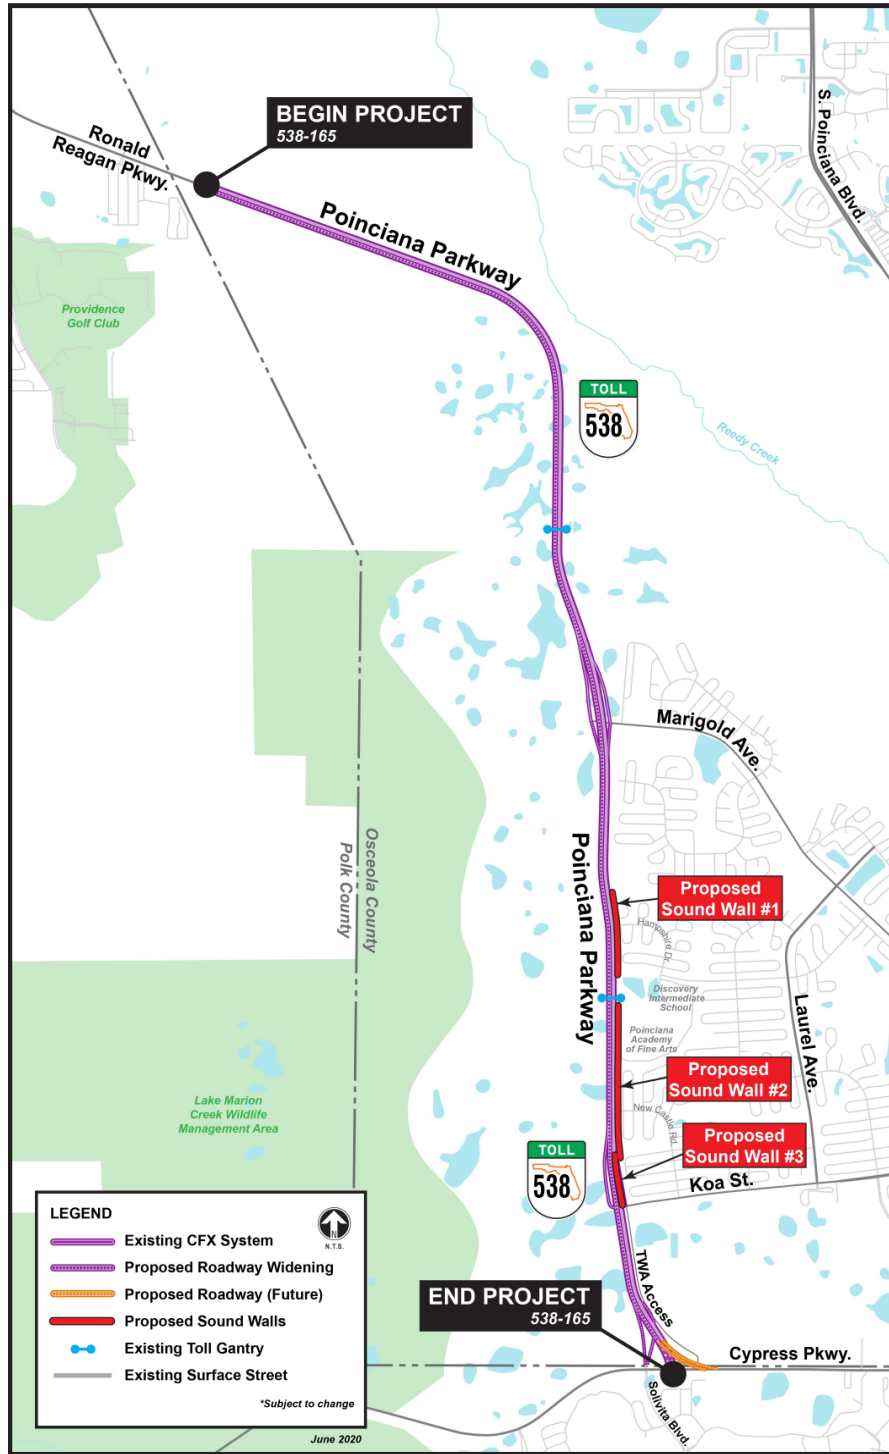 BEGIN PROJECT
538-165
Ronald
Reagan Pkwy.
S. Poinciana Blvd.
Poinciana Parkway
Providence
Golf Club
TOLL
538
Reedy Creek
Marigold Ave.
Osceola County
Polk County
Poinciana Parkway
Proposed
Sound Wall #1
Hampshire Dr.
Discovery
Intermediate
School
Laurel Ave.
Poinciana
Academy
of Fine Arts
Proposed
Sound Wall #2
New Castle Rd.
Lake Marion
Creek Wildlife
Management Area
Proposed
Sound Wall #3
TOLL
538
Koa St.
LEGEND
N
N.T.S.
Existing CFX System
Proposed Roadway Widening
Proposed Roadway (Future)
Proposed Sound Walls
Existing Toll Gantry
Existing Surface Street
*Subject to change
June 2020
TWA Access
END PROJECT
538-165
Cypress Pkwy.
Solivita Blvd.